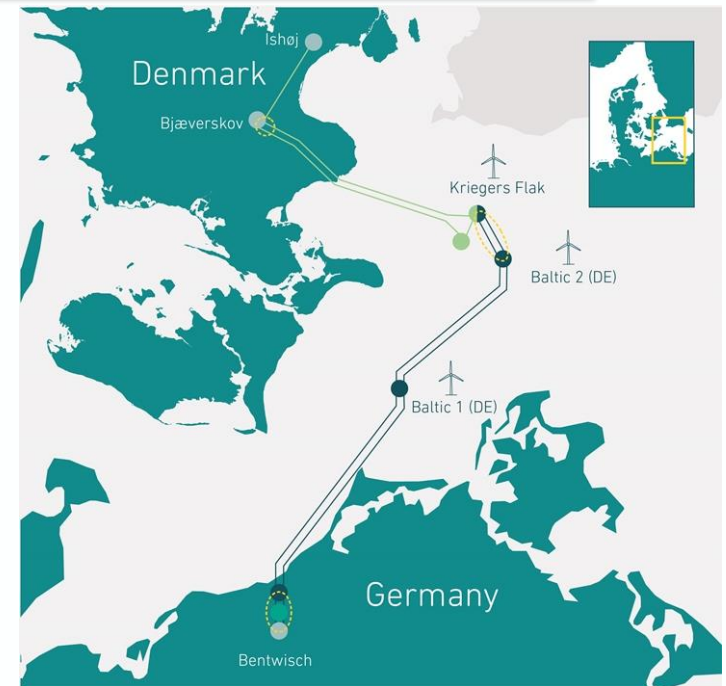 Ishøj
Denmark
Bjæverskov
Kriegers Flak
Baltic 2 (DE)
Baltic 1 (DE)
Germany
Bentwisch